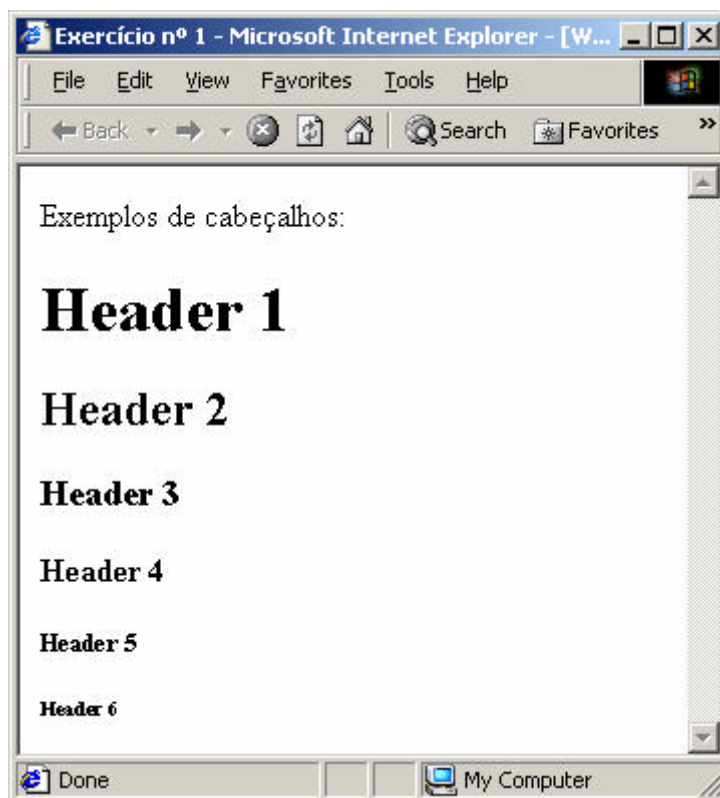 Exercício nº 1 - Microsoft Internet Explorer - [W...
File Edit View Favorites Tools Help
Back Search Favorites »
Exemplos de cabeçalhos:
Header 1
Header 2
Header 3
Header 4
Header 5
Header 6
Done My Computer